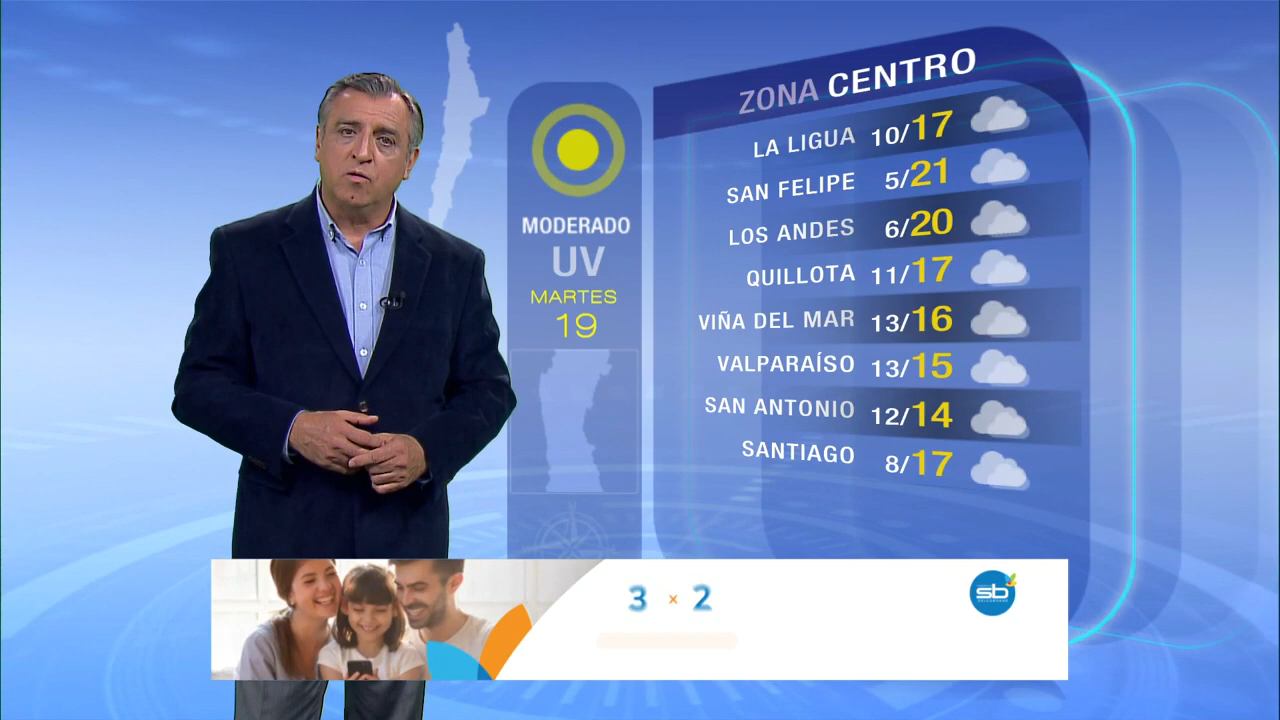 ZONA CENTRO
LA LIGUA 10/17
SAN FELIPE 5/21
LOS ANDES 6/20
QUILLOTA 11/17
VIÑA DEL MAR 13/16
VALPARAÍSO 13/15
SAN ANTONIO 12/14
SANTIAGO 8/17
MODERADO
UV
MARTES
19
3 × 2
sb